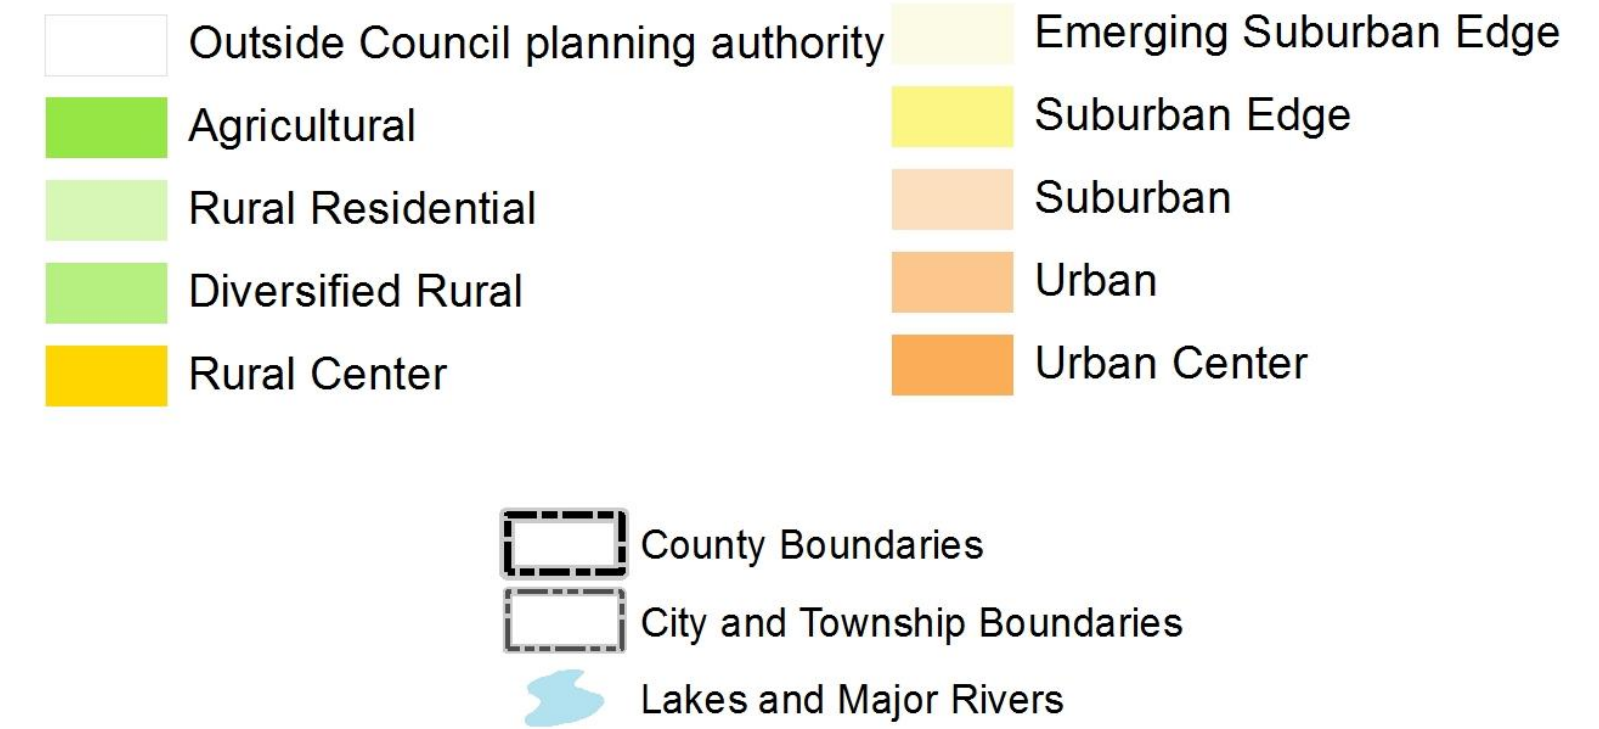 Outside Council planning authority
Agricultural
Rural Residential
Diversified Rural
Rural Center
Emerging Suburban Edge
Suburban Edge
Suburban
Urban
Urban Center
County Boundaries
City and Township Boundaries
Lakes and Major Rivers